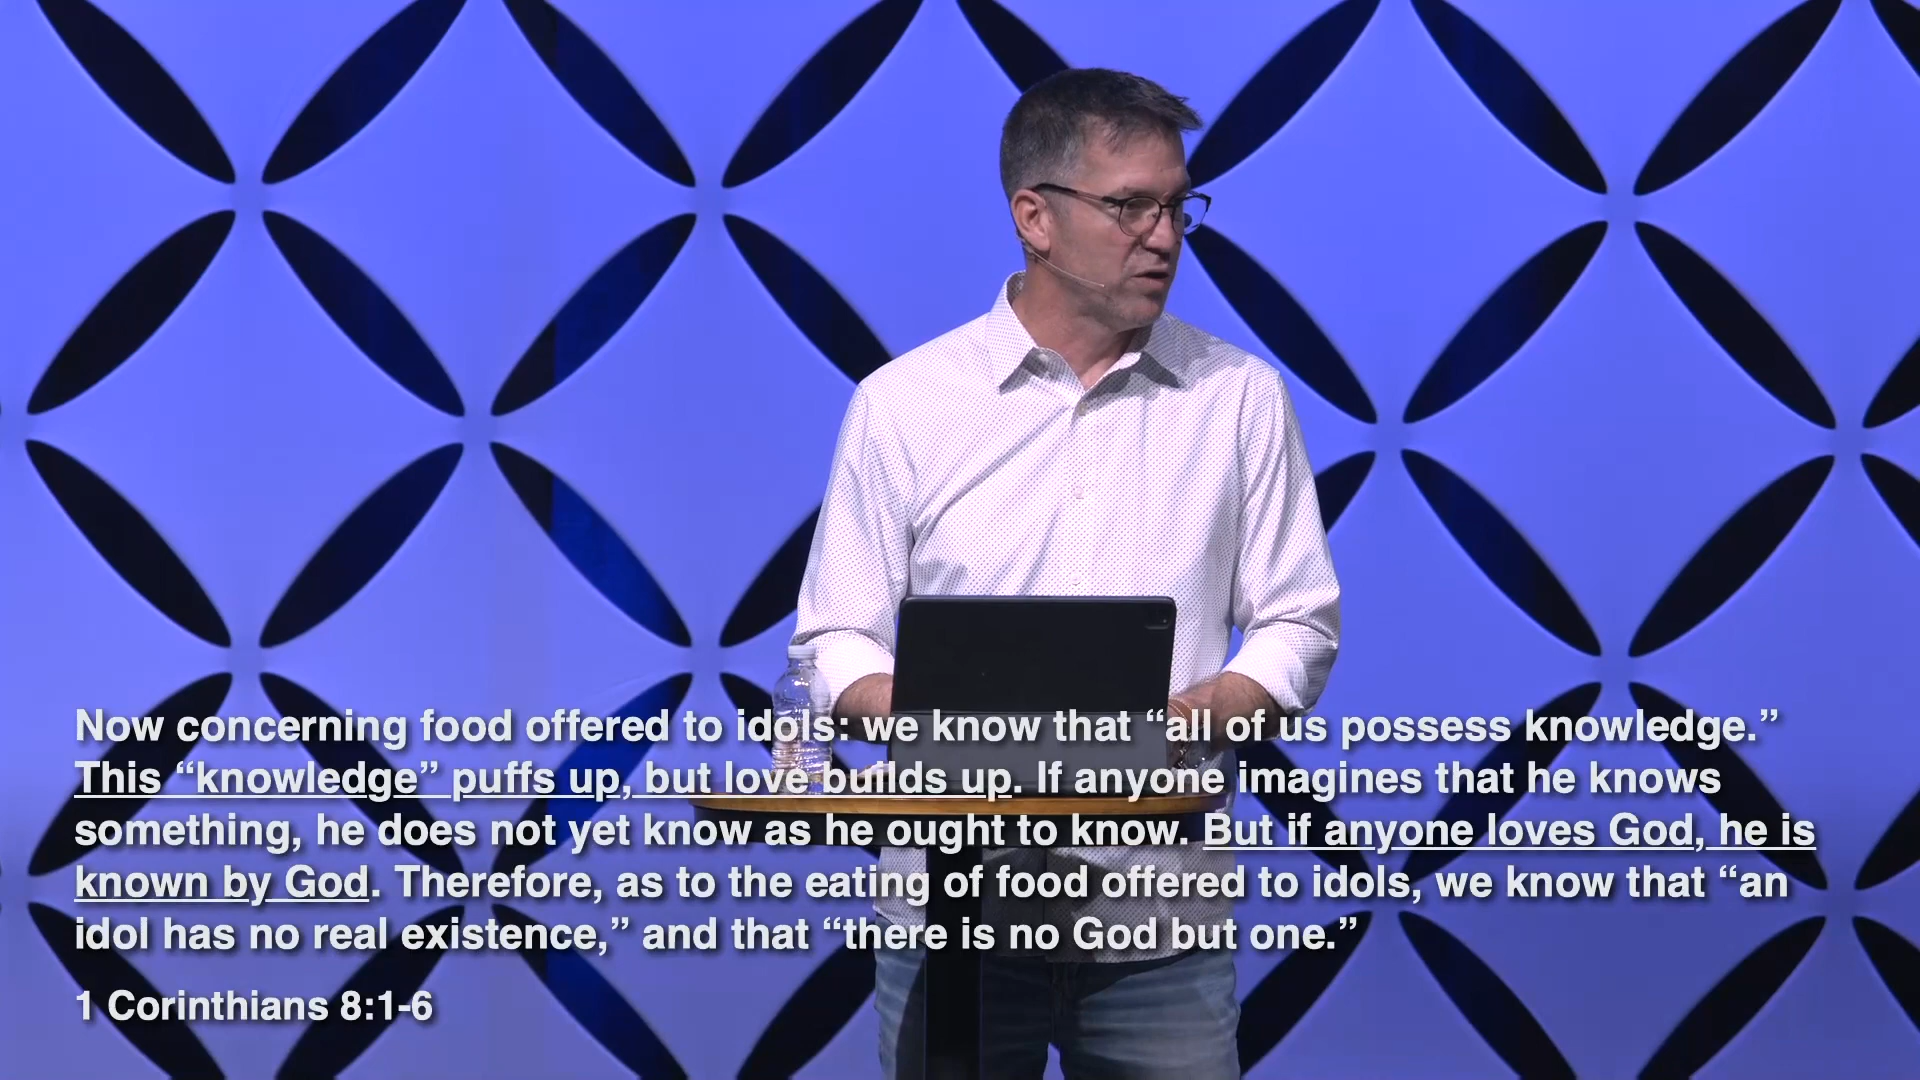 Now concerning food offered to idols: we know that “all of us possess knowledge.”
This “knowledge” puffs up, but love builds up. If anyone imagines that he knows
something, he does not yet know as he ought to know. But if anyone loves God, he is
known by God. Therefore, as to the eating of food offered to idols, we know that “an
idol has no real existence,” and that “there is no God but one.”
1 Corinthians 8:1-6